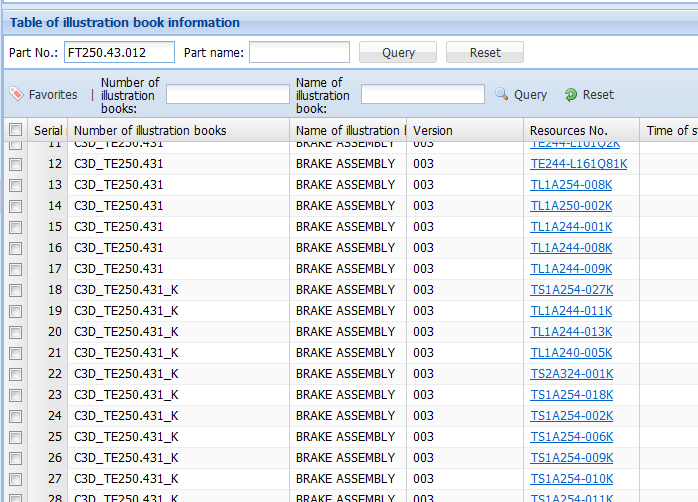 Table of illustration book information
Part No.: FT250.43.012 Part name: Query Reset
Favorites | Number of illustration books: Name of illustration book: Query Reset
Serial Number of illustration books Name of illustration Version Resources No. Time of s
11 C3D_TE250.431 BRAKE ASSEMBLY 003 TE244-L161Q2K
12 C3D_TE250.431 BRAKE ASSEMBLY 003 TE244-L161Q81K
13 C3D_TE250.431 BRAKE ASSEMBLY 003 TL1A254-008K
14 C3D_TE250.431 BRAKE ASSEMBLY 003 TL1A250-002K
15 C3D_TE250.431 BRAKE ASSEMBLY 003 TL1A244-001K
16 C3D_TE250.431 BRAKE ASSEMBLY 003 TL1A244-008K
17 C3D_TE250.431 BRAKE ASSEMBLY 003 TL1A244-009K
18 C3D_TE250.431_K BRAKE ASSEMBLY 003 TS1A254-027K
19 C3D_TE250.431_K BRAKE ASSEMBLY 003 TL1A244-011K
20 C3D_TE250.431_K BRAKE ASSEMBLY 003 TL1A244-013K
21 C3D_TE250.431_K BRAKE ASSEMBLY 003 TL1A240-005K
22 C3D_TE250.431_K BRAKE ASSEMBLY 003 TS2A324-001K
23 C3D_TE250.431_K BRAKE ASSEMBLY 003 TS1A254-018K
24 C3D_TE250.431_K BRAKE ASSEMBLY 003 TS1A254-002K
25 C3D_TE250.431_K BRAKE ASSEMBLY 003 TS1A254-006K
26 C3D_TE250.431_K BRAKE ASSEMBLY 003 TS1A254-009K
27 C3D_TE250.431_K BRAKE ASSEMBLY 003 TS1A254-010K
28 C3D_TE250.431_K BRAKE ASSEMBLY 003 TS1A254-011K